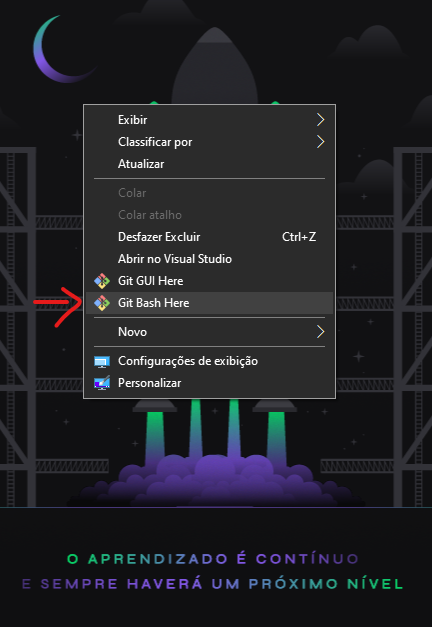 Exibir
Classificar por
Atualizar
Colar
Colar atalho
Desfazer Excluir Ctrl+Z
Abrir no Visual Studio
Git GUI Here
Git Bash Here
Novo
Configurações de exibição
Personalizar
O APRENDIZADO É CONTÍNUO
E SEMPRE HAVERÁ UM PRÓXIMO NÍVEL